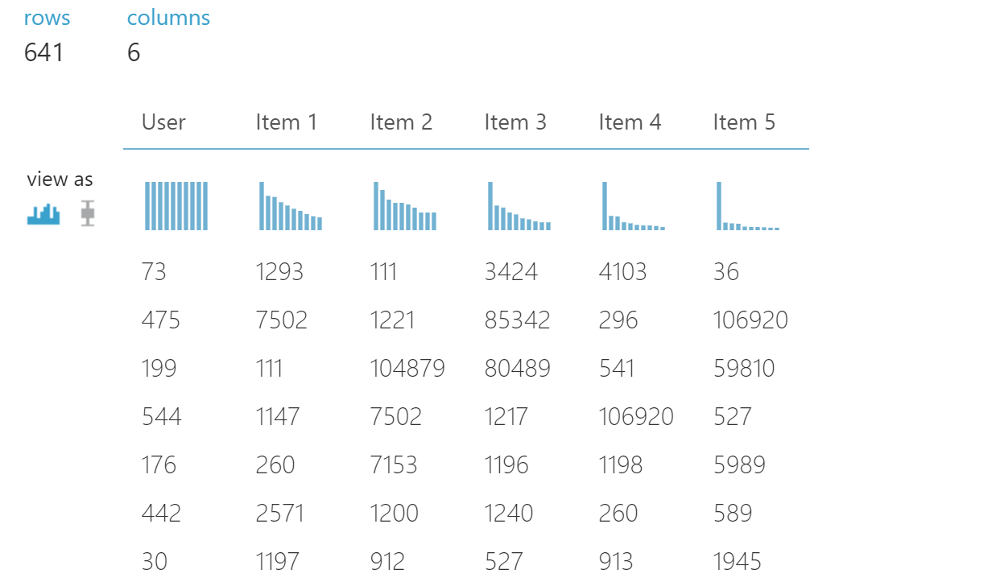 rows columns
641 6
User Item 1 Item 2 Item 3 Item 4 Item 5
view as
73 1293 111 3424 4103 36
475 7502 1221 85342 296 106920
199 111 104879 80489 541 59810
544 1147 7502 1217 106920 527
176 260 7153 1196 1198 5989
442 2571 1200 1240 260 589
30 1197 912 527 913 1945